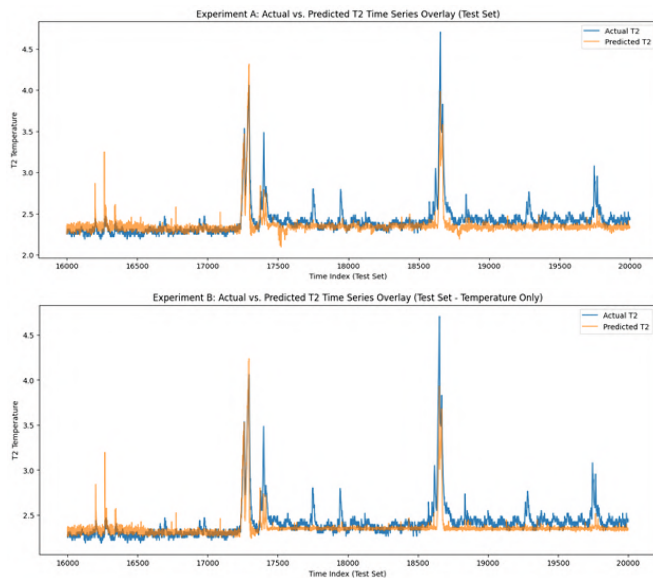 Experiment A: Actual vs. Predicted T2 Time Series Overlay (Test Set)
Actual T2
Predicted T2
4.5
4.0
3.5
3.0
2.5
2.0
T2 Temperature
16000 16500 17000 17500 18000 18500 19000 19500 20000
Time Index (Test Set)
Experiment B: Actual vs. Predicted T2 Time Series Overlay (Test Set - Temperature Only)
Actual T2
Predicted T2
4.5
4.0
3.5
3.0
2.5
T2 Temperature
16000 16500 17000 17500 18000 18500 19000 19500 20000
Time Index (Test Set)